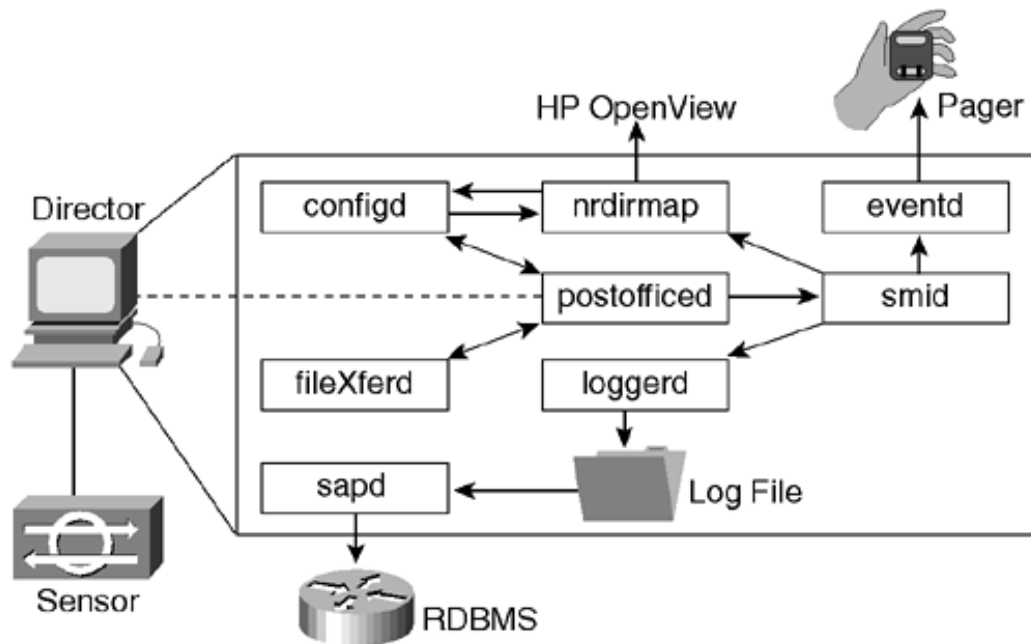 HP OpenView
Pager
Director
configd
nrdirmap
eventd
postofficed
smid
fileXferd
loggerd
sapd
Log File
Sensor
RDBMS